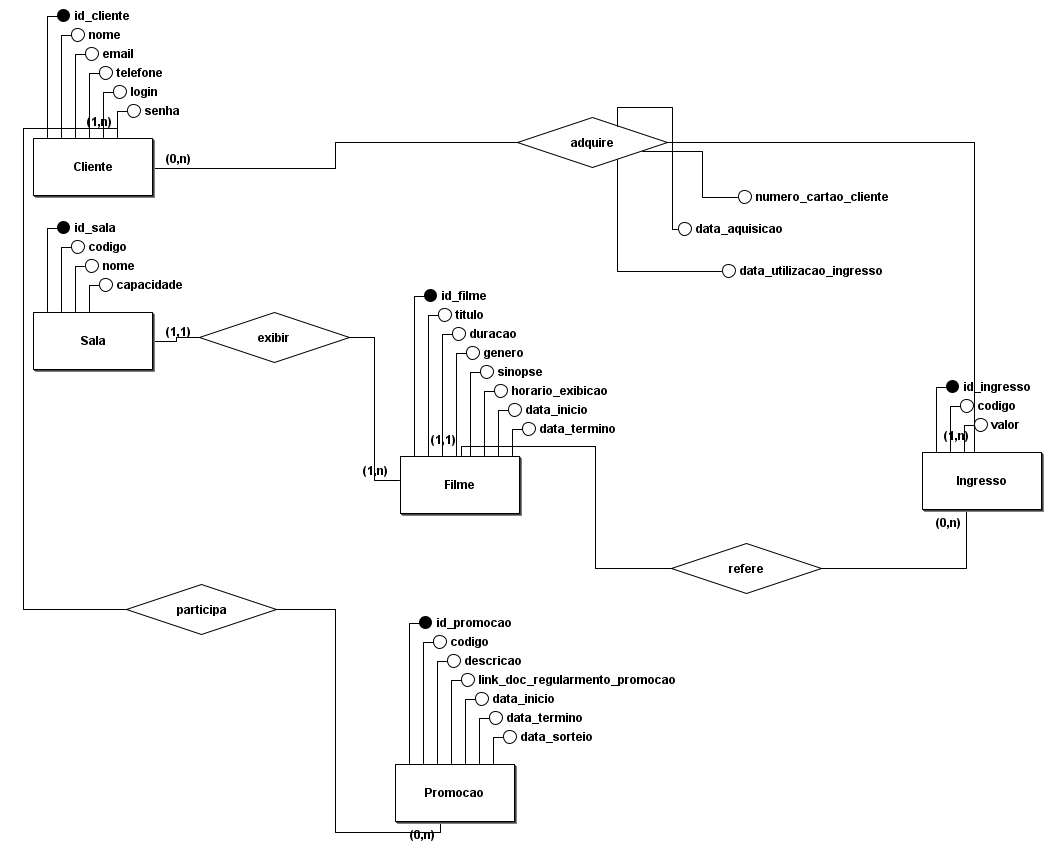 id_cliente
nome
email
telefone
login
senha
(1,n)
Cliente
(0,n)
adquire
numero_cartao_cliente
data_aquisicao
data_utilizacao_ingresso
id_sala
codigo
nome
capacidade
Sala
(1,1)
exibir
id_filme
titulo
duracao
genero
sinopse
horario_exibicao
data_inicio
data_termino
(1,1)
(1,n)
Filme
id_ingresso
codigo
valor
(1,n)
Ingresso
(0,n)
refere
participa
id_promocao
codigo
descricao
link_doc_regularmento_promocao
data_inicio
data_termino
data_sorteio
Promocao
(0,n)